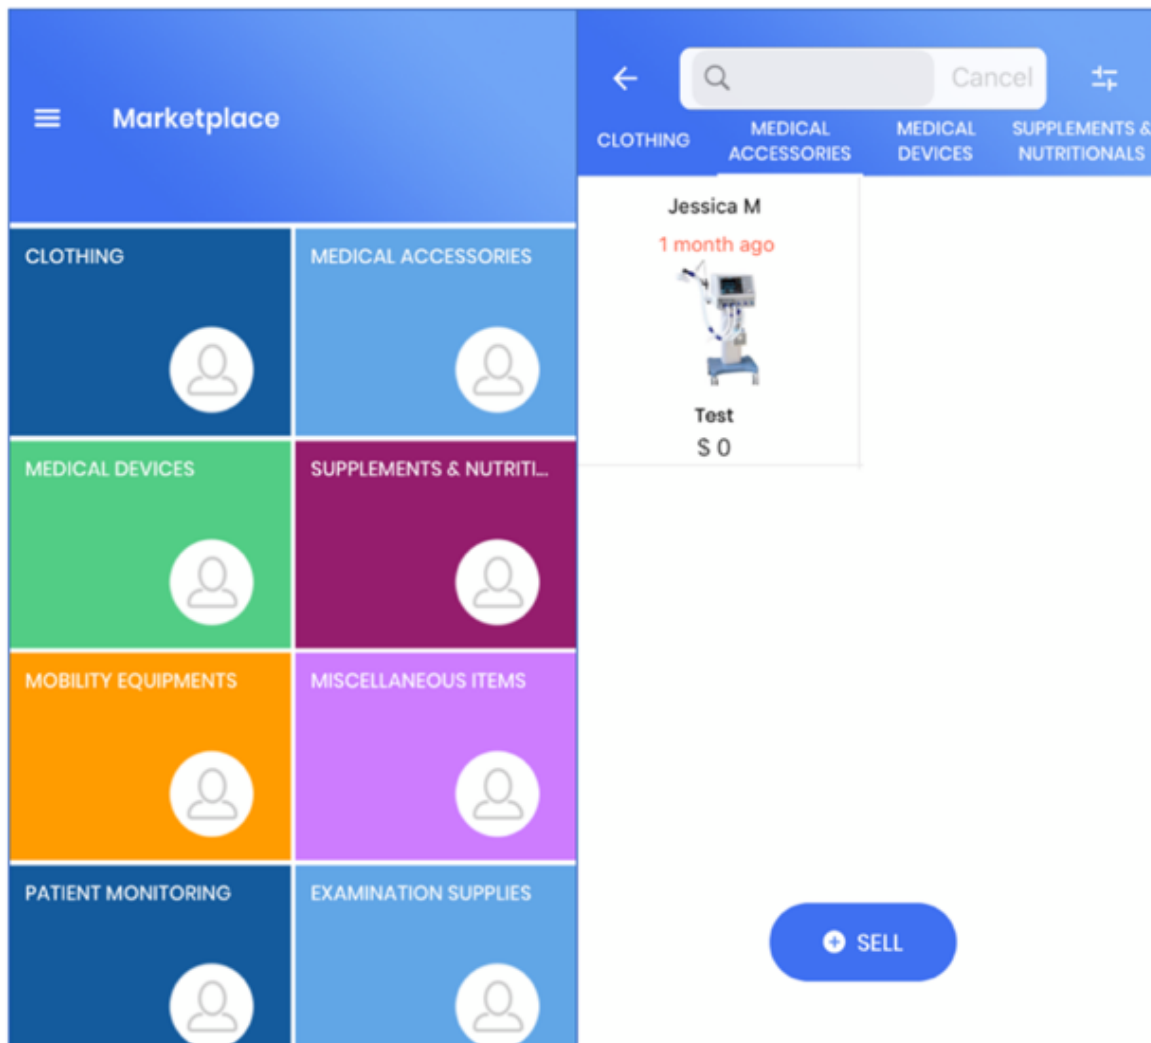 Marketplace
CLOTHING
MEDICAL ACCESSORIES
MEDICAL DEVICES
SUPPLEMENTS & NUTRITI...
MOBILITY EQUIPMENTS
MISCELLANEOUS ITEMS
PATIENT MONITORING
EXAMINATION SUPPLIES
Cancel
CLOTHING
MEDICAL
ACCESSORIES
MEDICAL
DEVICES
SUPPLEMENTS &
NUTRITIONALS
Jessica M
1 month ago
Test
$ 0
SELL